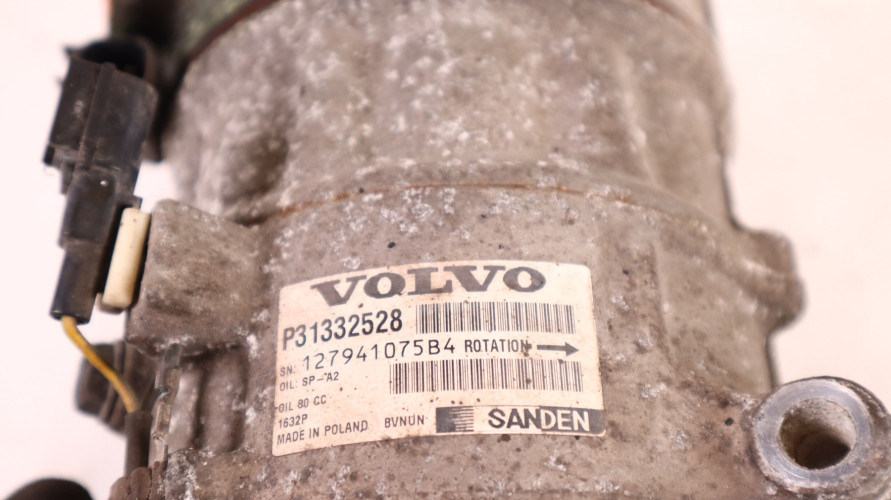 VOLVO
P31332528
SN: 127941075B4 ROTATION
OIL: SP-A2
OIL 80 CC
1632P
MADE IN POLAND BVNUN SANDEN